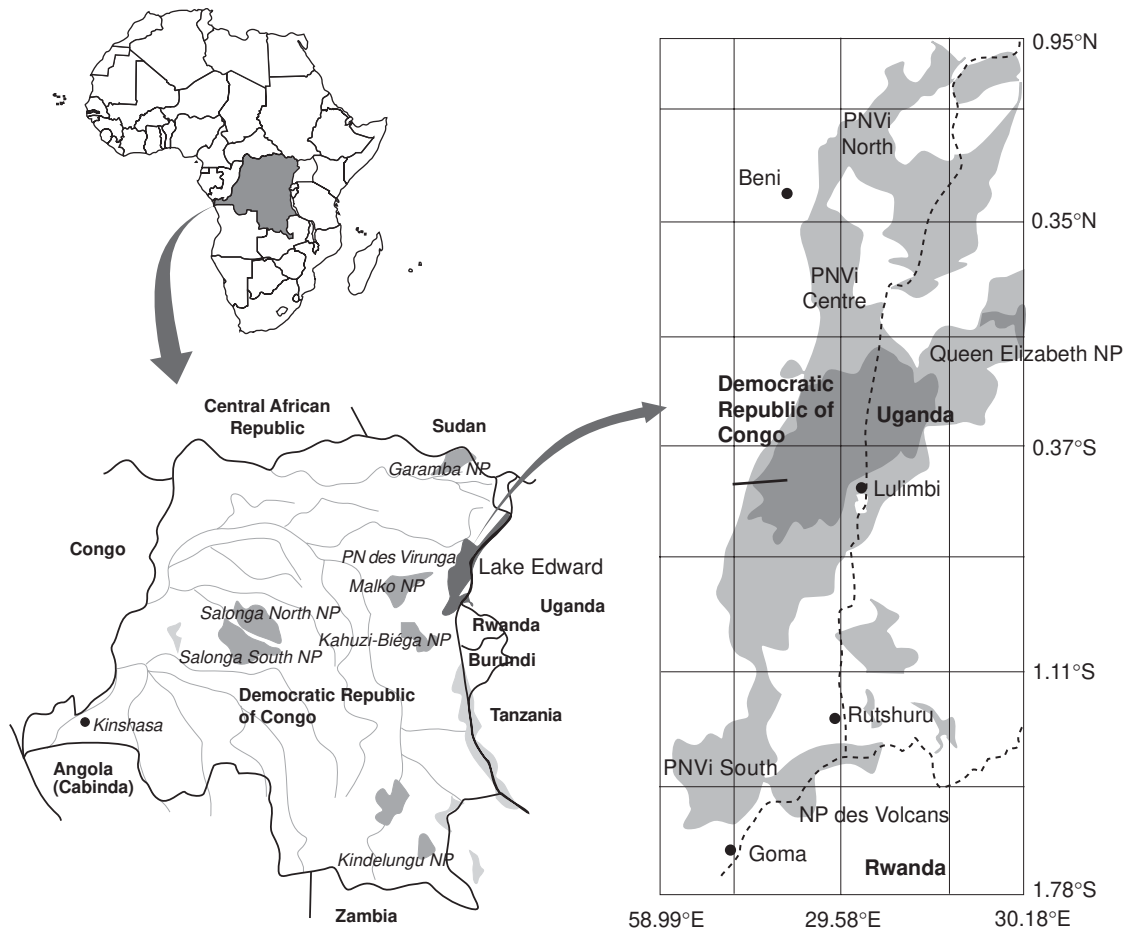 Central African
Republic
Sudan
Garamba NP
Congo
PN des Virunga
Lake Edward
Malko NP
Uganda
Salonga North NP
Rwanda
Kahuzi-Biéga NP
Salonga South NP
Burundi
Democratic Republic
of Congo
Tanzania
Kinshasa
Angola
(Cabinda)
Kindelungu NP
Zambia
0.95°N
PNVi
North
Beni
0.35°N
PNVi
Centre
Queen Elizabeth NP
Democratic
Republic of
Congo
Uganda
0.37°S
Lulimbi
1.11°S
Rutshuru
PNVi South
NP des Volcans
Goma
Rwanda
1.78°S
58.99°E
29.58°E
30.18°E